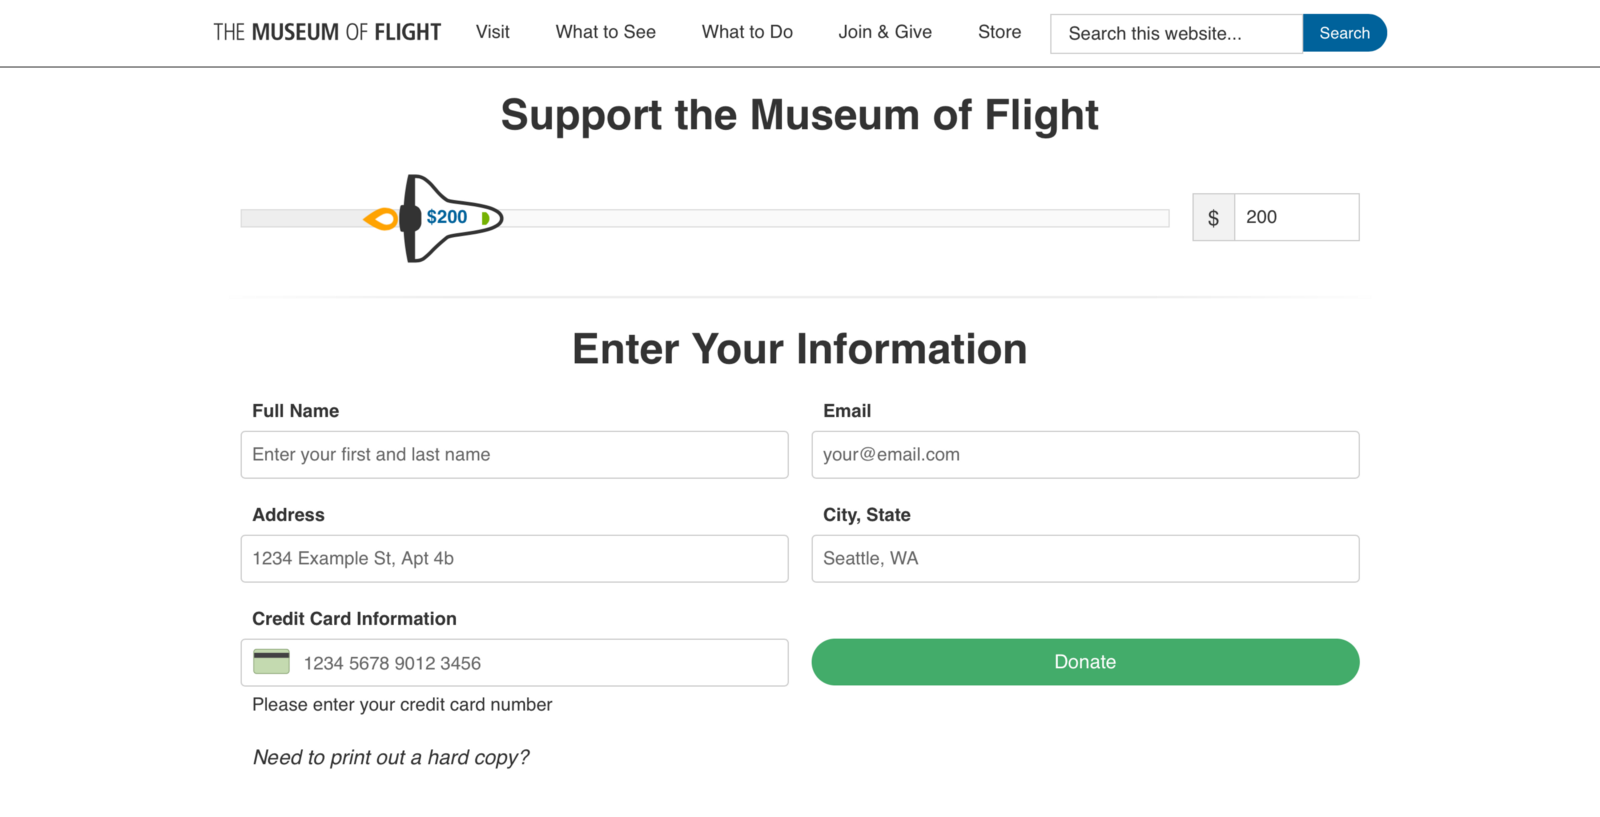 THE MUSEUM OF FLIGHT Visit What to See What to Do Join & Give Store Search this website... Search
Support the Museum of Flight
$200 $ 200
Enter Your Information
Full Name Email
Enter your first and last name your@email.com
Address City, State
1234 Example St, Apt 4b Seattle, WA
Credit Card Information
1234 5678 9012 3456 Donate
Please enter your credit card number
Need to print out a hard copy?